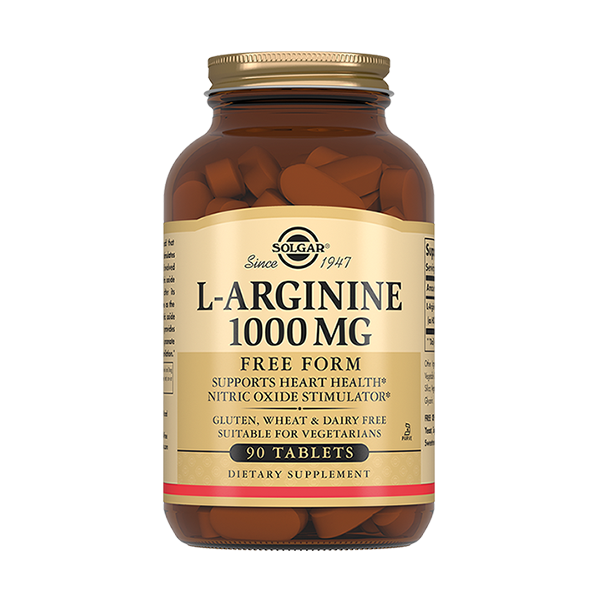 SOLGAR®
Since 1947
L-ARGININE
1000 MG
FREE FORM
SUPPORTS HEART HEALTH*
NITRIC OXIDE STIMULATOR*
GLUTEN, WHEAT & DAIRY FREE
SUITABLE FOR VEGETARIANS
90 TABLETS
DIETARY SUPPLEMENT
PARVE